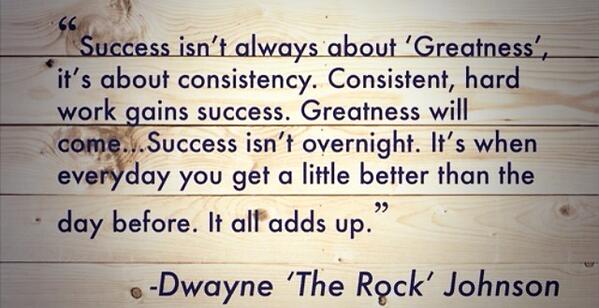 “Success isn’t always about ‘Greatness’,
it’s about consistency. Consistent, hard
work gains success. Greatness will
come...Success isn’t overnight. It’s when
everyday you get a little better than the
day before. It all adds up.”
-Dwayne ‘The Rock’ Johnson